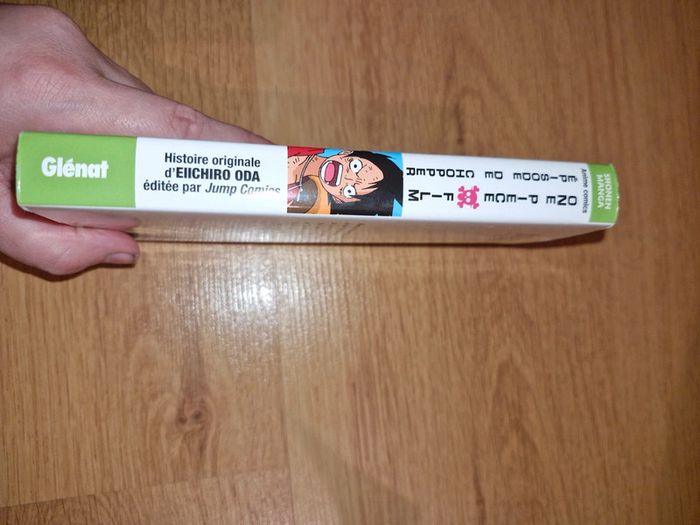 Glénat
Histoire originale
d'EIICHIRO ODA
éditée par Jump Comics
ONE PIECE FILM
ÉPISODE DE CHOPPER
Anime comics
SHONEN
MANGA